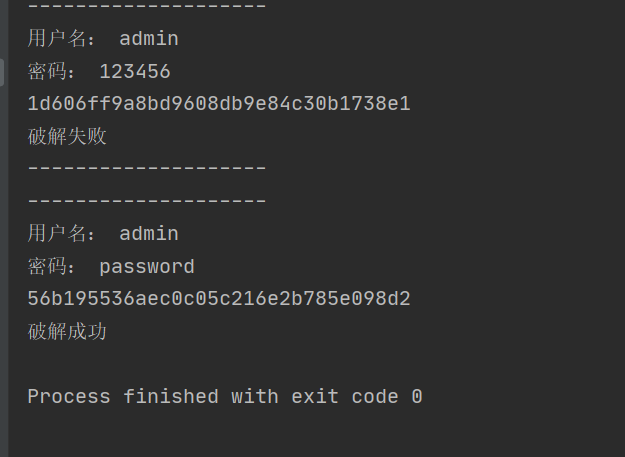 --------------------
用户名： admin
密码： 123456
1d606ff9a8bd9608db9e84c30b1738e1
破解失败
--------------------
--------------------
用户名： admin
密码： password
56b195536aec0c05c216e2b785e098d2
破解成功
Process finished with exit code 0